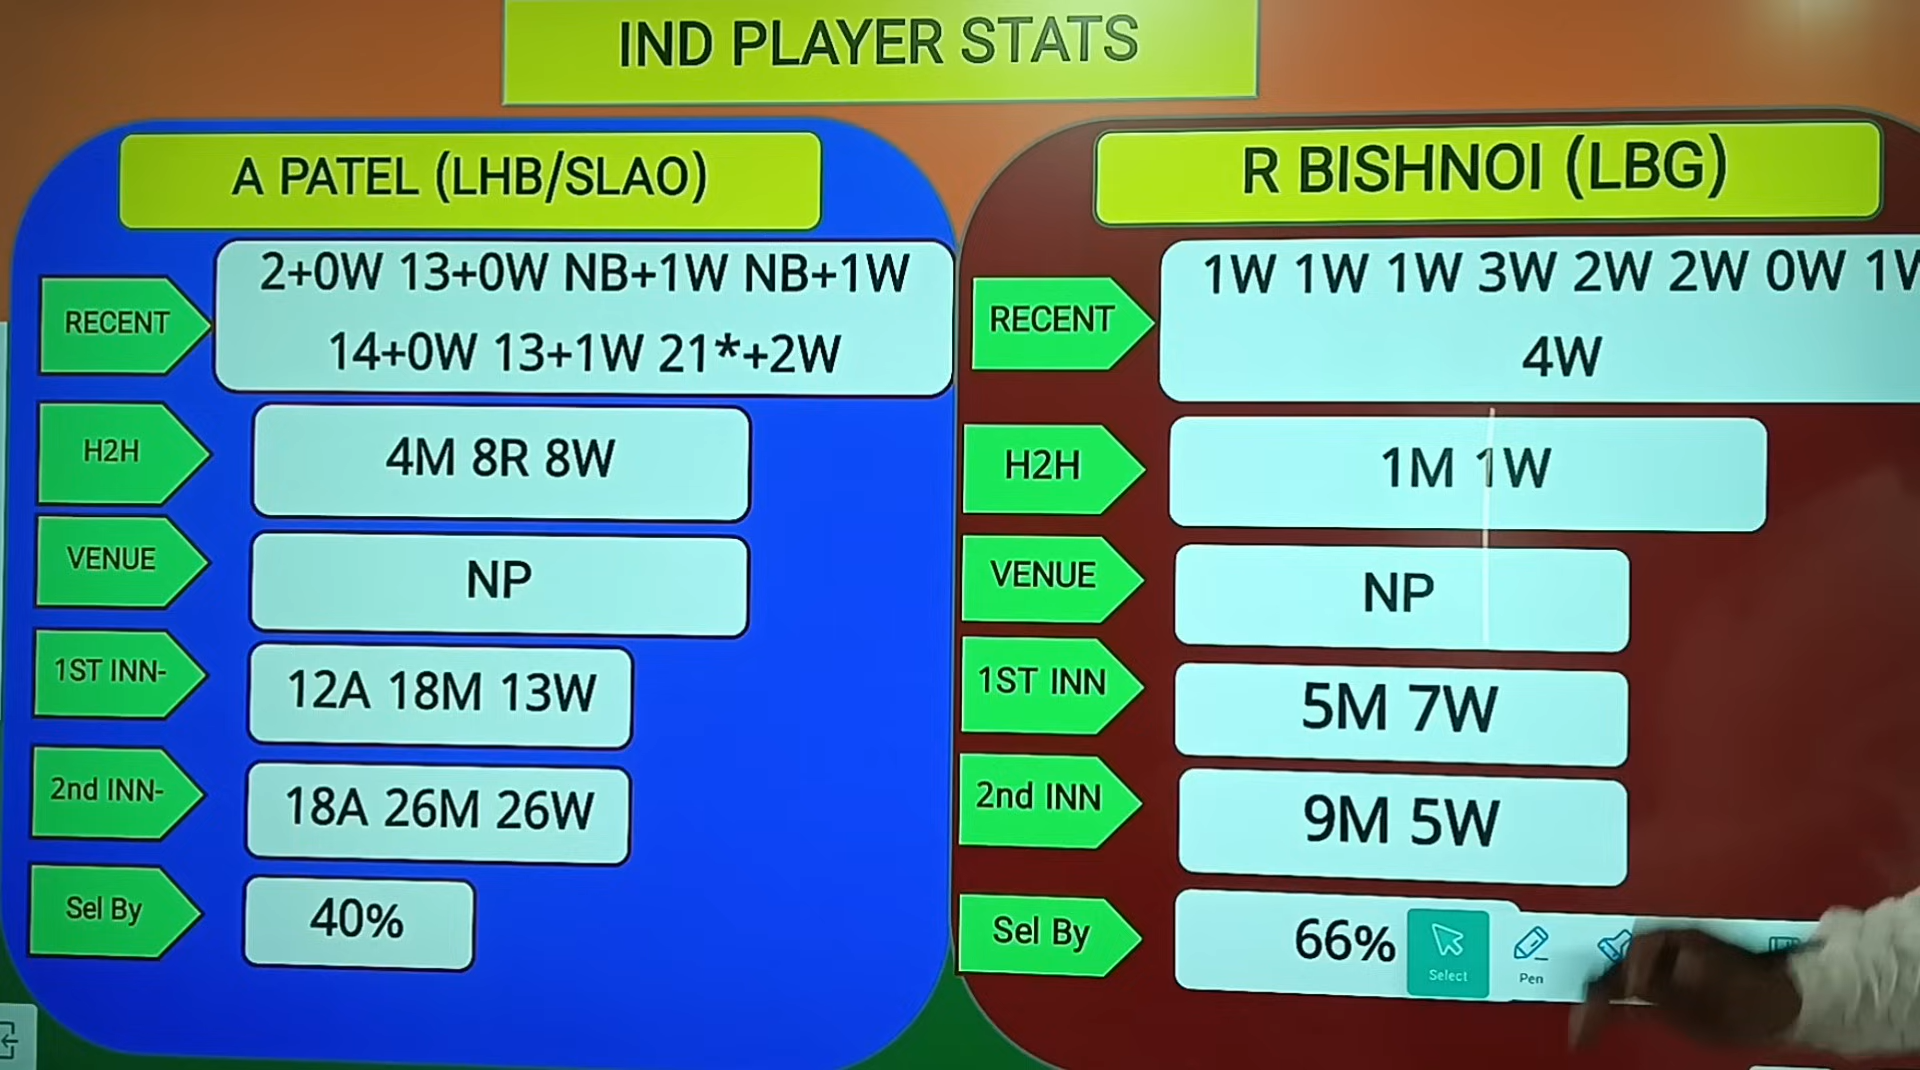 IND PLAYER STATS
A PATEL (LHB/SLAO)
RECENT
2+0W 13+0W NB+1W NB+1W
14+0W 13+1W 21*+2W
H2H
4M 8R 8W
VENUE
NP
1ST INN-
12A 18M 13W
2nd INN-
18A 26M 26W
Sel By
40%
R BISHNOI (LBG)
RECENT
1W 1W 1W 3W 2W 2W 0W 1W
4W
H2H
1M 1W
VENUE
NP
1ST INN
5M 7W
2nd INN
9M 5W
Sel By
66%
Select
Pen